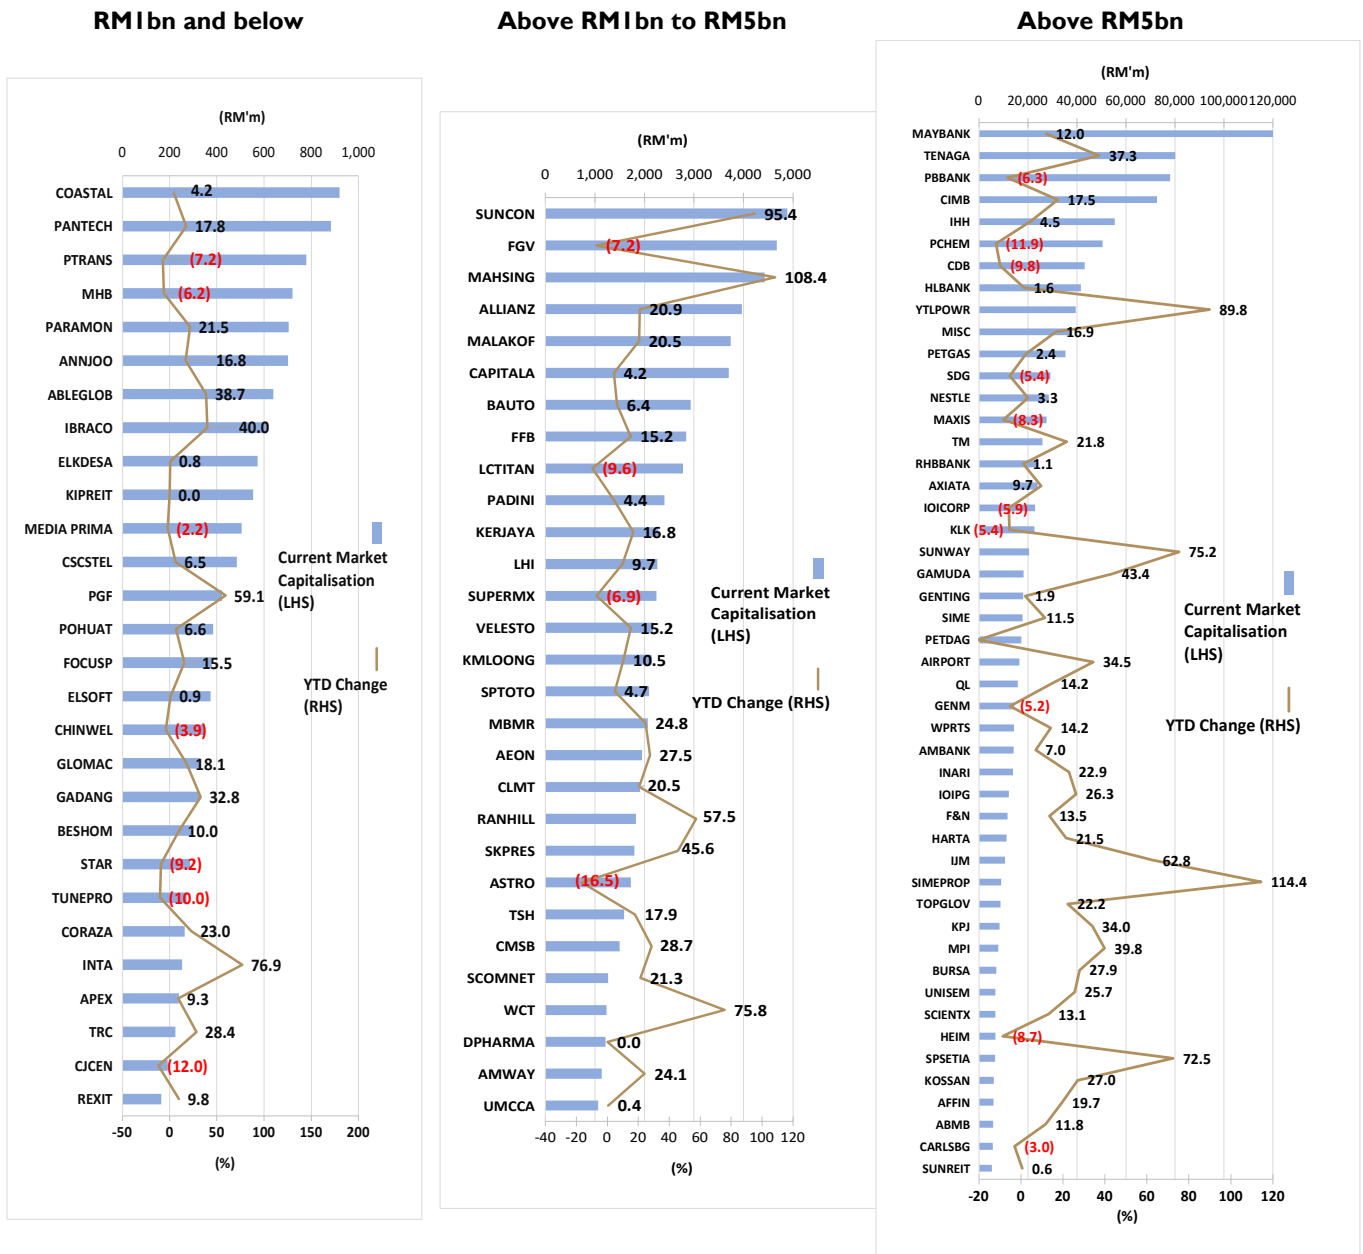 RM1bn and below
(RM'm)
0 200 400 600 800 1,000
COASTAL 4.2
PANTECH 17.8
PTRANS (7.2)
MHB (6.2)
PARAMON 21.5
ANNJOO 16.8
ABLEGLOB 38.7
IBRACO 40.0
ELKDESA 0.8
KIPREIT 0.0
MEDIA PRIMA (2.2)
CSCSTEL 6.5
PGF 59.1
POHUAT 6.6
FOCUSP 15.5
ELSOFT 0.9
CHINWEL (3.9)
GLOMAC 18.1
GADANG 32.8
BESHOM 10.0
STAR (9.2)
TUNEPRO (10.0)
CORAZA 23.0
INTA 76.9
APEX 9.3
TRC 28.4
CJCEN (12.0)
REXIT 9.8
-50 0 50 100 150 200
(%)
Current Market
Capitalisation
(LHS)
YTD Change
(RHS)
Above RM1bn to RM5bn
(RM'm)
0 1,000 2,000 3,000 4,000 5,000
SUNCON 95.4
FGV (7.2)
MAHSING 108.4
ALLIANZ 20.9
MALAKOF 20.5
CAPITALA 4.2
BAUTO 6.4
FFB 15.2
LCTITAN (9.6)
PADINI 4.4
KERJAYA 16.8
LHI 9.7
SUPERMX (6.9)
VELESTO 15.2
KMLOONG 10.5
SPTOTO 4.7
MBMR 24.8
AEON 27.5
CLMT 20.5
RANHILL 57.5
SKPRES 45.6
ASTRO (16.5)
TSH 17.9
CMSB 28.7
SCOMNET 21.3
WCT 75.8
DPHARMA 0.0
AMWAY 24.1
UMCCA 0.4
-40 -20 0 20 40 60 80 100 120
(%)
Current Market
Capitalisation
(LHS)
YTD Change (RHS)
Above RM5bn
(RM'm)
0 20,000 40,000 60,000 80,000 100,000 120,000
MAYBANK 12.0
TENAGA 37.3
PBBANK (6.3)
CIMB 17.5
IHH 4.5
PCHEM (11.9)
CDB (9.8)
HLBANK 1.6
YTLPOWR 89.8
MISC 16.9
PETGAS 2.4
SDG (5.4)
NESTLE 3.3
MAXIS (8.3)
TM 21.8
RHBBANK 1.1
AXIATA 9.7
IOICORP (5.9)
KLK (5.4)
SUNWAY 75.2
GAMUDA 43.4
GENTING 1.9
SIME 11.5
PETDAG
AIRPORT 34.5
QL 14.2
GENM (5.2)
WPRTS 14.2
AMBANK 7.0
INARI 22.9
IOIPG 26.3
F&N 13.5
HARTA 21.5
IJM 62.8
SIMEPROP 114.4
TOPGLOV 22.2
KPJ 34.0
MPI 39.8
BURSA 27.9
UNISEM 25.7
SCIENTX 13.1
HEIM (8.7)
SPSETIA 72.5
KOSSAN 27.0
AFFIN 19.7
ABMB 11.8
CARLSBG (3.0)
SUNREIT 0.6
-20 0 20 40 60 80 100 120
(%)
Current Market
Capitalisation
(LHS)
YTD Change (RHS)